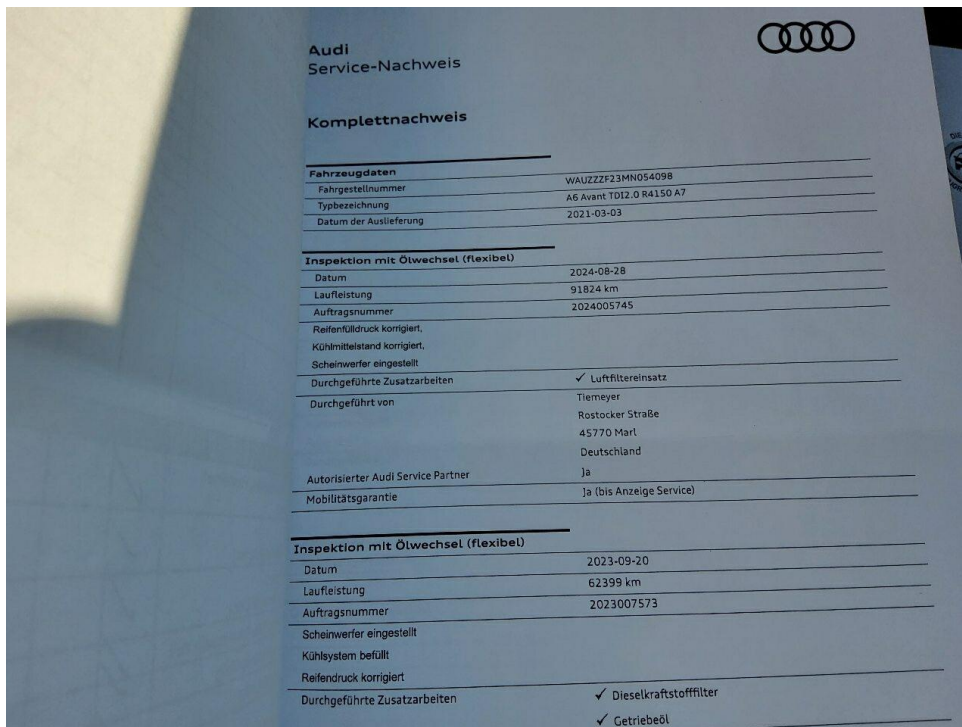 Audi
Service-Nachweis
Komplettnachweis
Fahrzeugdaten
Fahrgestellnummer WAUZZZF23MN054098
Typbezeichnung A6 Avant TDI2.0 R4150 A7
Datum der Auslieferung 2021-03-03
Inspektion mit Ölwechsel (flexibel)
Datum 2024-08-28
Laufleistung 91824 km
Auftragsnummer 2024005745
Reifenfülldruck korrigiert,
Kühlmittelstand korrigiert,
Scheinwerfer eingestellt
Durchgeführte Zusatzarbeiten ✓ Luftfiltereinsatz
Durchgeführt von Tiemeyer
Rostocker Straße
45770 Marl
Deutschland
Autorisierter Audi Service Partner Ja
Mobilitätsgarantie Ja (bis Anzeige Service)
Inspektion mit Ölwechsel (flexibel)
Datum 2023-09-20
Laufleistung 62399 km
Auftragsnummer 2023007573
Scheinwerfer eingestellt
Kühlsystem befüllt
Reifendruck korrigiert
Durchgeführte Zusatzarbeiten ✓ Dieselkraftstofffilter
✓ Getriebeöl